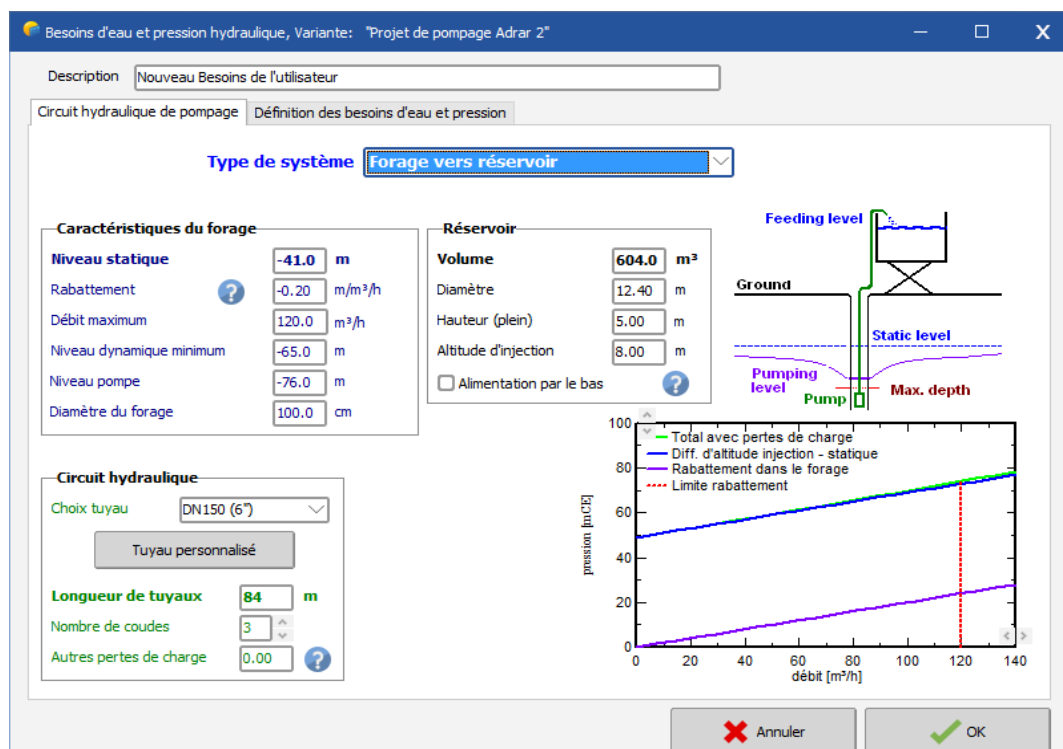 Besoins d'eau et pression hydraulique, Variante: "Projet de pompage Adrar 2"
Description Nouveau Besoins de l'utilisateur
Circuit hydraulique de pompage Définition des besoins d'eau et pression
Type de système Forage vers réservoir
Caractéristiques du forage
Niveau statique -41.0 m
Rabattement ? -0.20 m/m³/h
Débit maximum 120.0 m³/h
Niveau dynamique minimum -65.0 m
Niveau pompe -76.0 m
Diamètre du forage 100.0 cm
Réservoir
Volume 604.0 m³
Diamètre 12.40 m
Hauteur (plein) 5.00 m
Altitude d'injection 8.00 m
Alimentation par le bas ?
Feeding level
Ground
Static level
Pumping
level
Max. depth
Pump
Circuit hydraulique
Choix tuyau DN150 (6")
Tuyau personnalisé
Longueur de tuyaux 84 m
Nombre de coudes 3
Autres pertes de charge 0.00 ?
Total avec pertes de charge
Diff. d'altitude injection - statique
Rabattement dans le forage
Limite rabattement
pression [mCE]
100
80
60
40
20
0
0 20 40 60 80 100 120 140
débit [m³/h]
Annuler OK